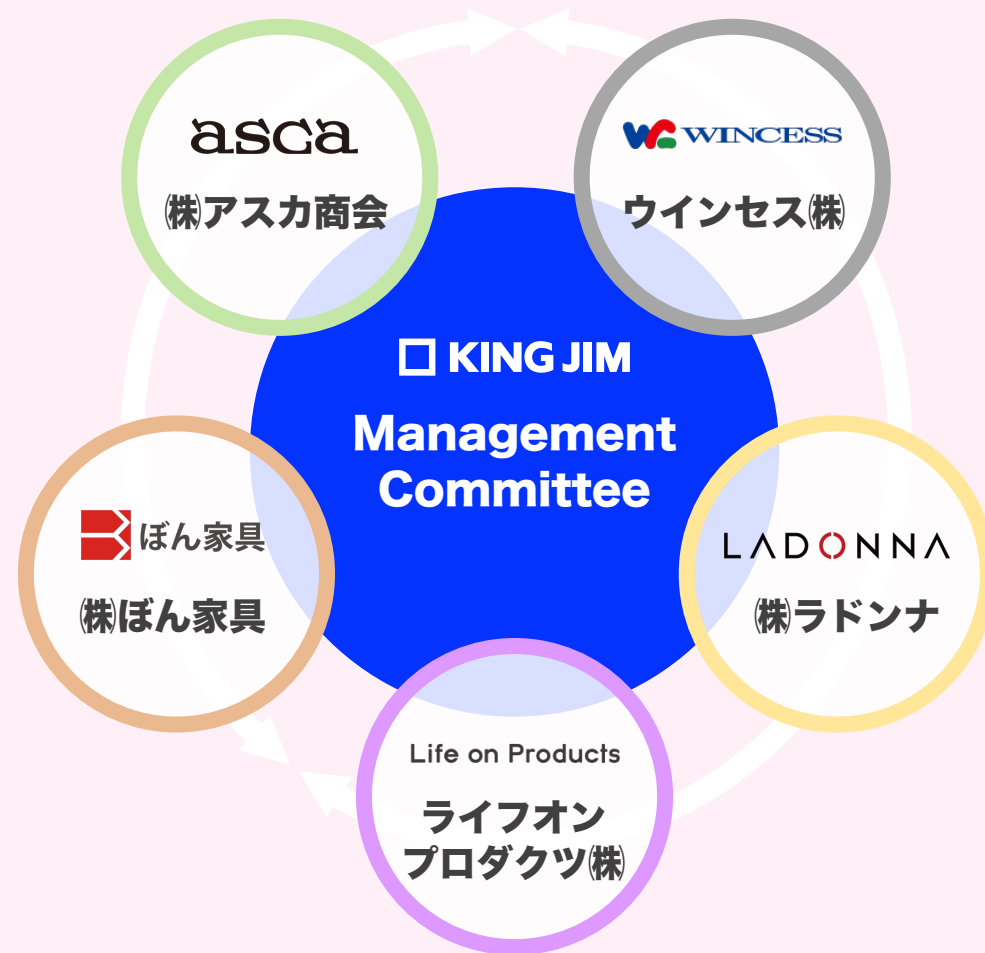 asca
㈱アスカ商会
WINCESS
ウインセス㈱
KING JIM
Management
Committee
ぼん家具
㈱ぼん家具
LADONNA
㈱ラドンナ
Life on Products
ライフオン
プロダクツ㈱